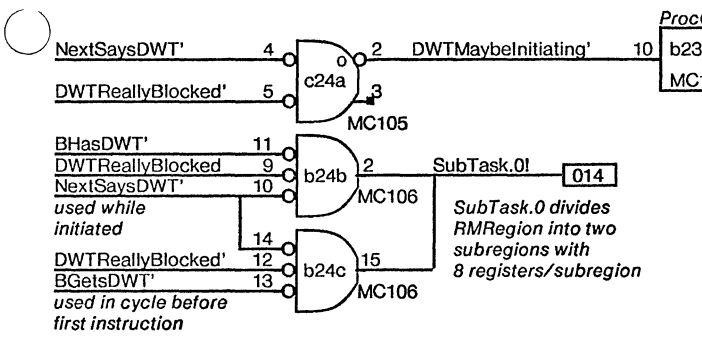 Proc
NextSaysDWT' 4 o 2 DWTMaybeInitiating' 10 b23
c24a
DWTReallyBlocked' 5 3 MC1
MC105
BHasDWT' 11
DWTReallyBlocked 9 b24b 2 SubTask.0! 014
NextSaysDWT' 10 MC106
used while
initiated
SubTask.0 divides
RMRegion into two
subregions with
8 registers/subregion
14
DWTReallyBlocked' 12 b24c 15
BGetsDWT' 13 MC106
used in cycle before
first instruction